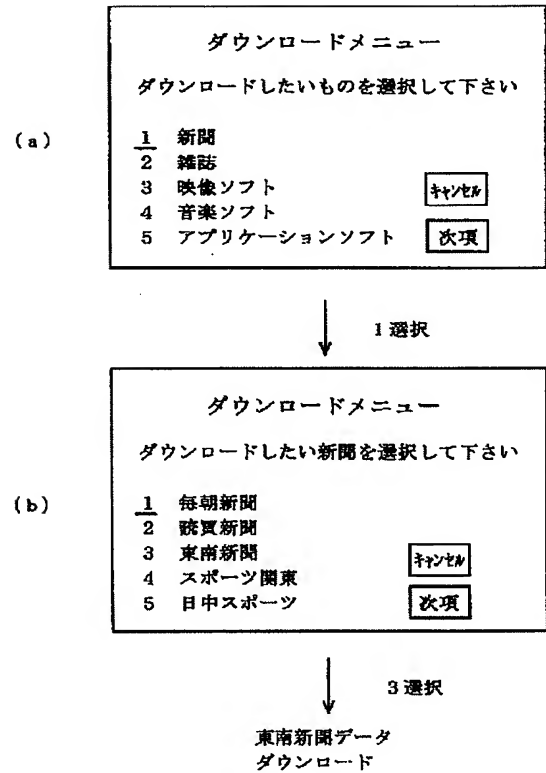 ダウンロードメニュー
ダウンロードしたいものを選択して下さい
(a)
1 新聞
2 雑誌
3 映像ソフト
キャンセル
4 音楽ソフト
5 アプリケーションソフト
次項
1選択
ダウンロードメニュー
ダウンロードしたい新聞を選択して下さい
(b)
1 毎朝新聞
2 読買新聞
3 東南新聞
キャンセル
4 スポーツ関東
5 日中スポーツ
次項
3選択
東南新聞データ
ダウンロード